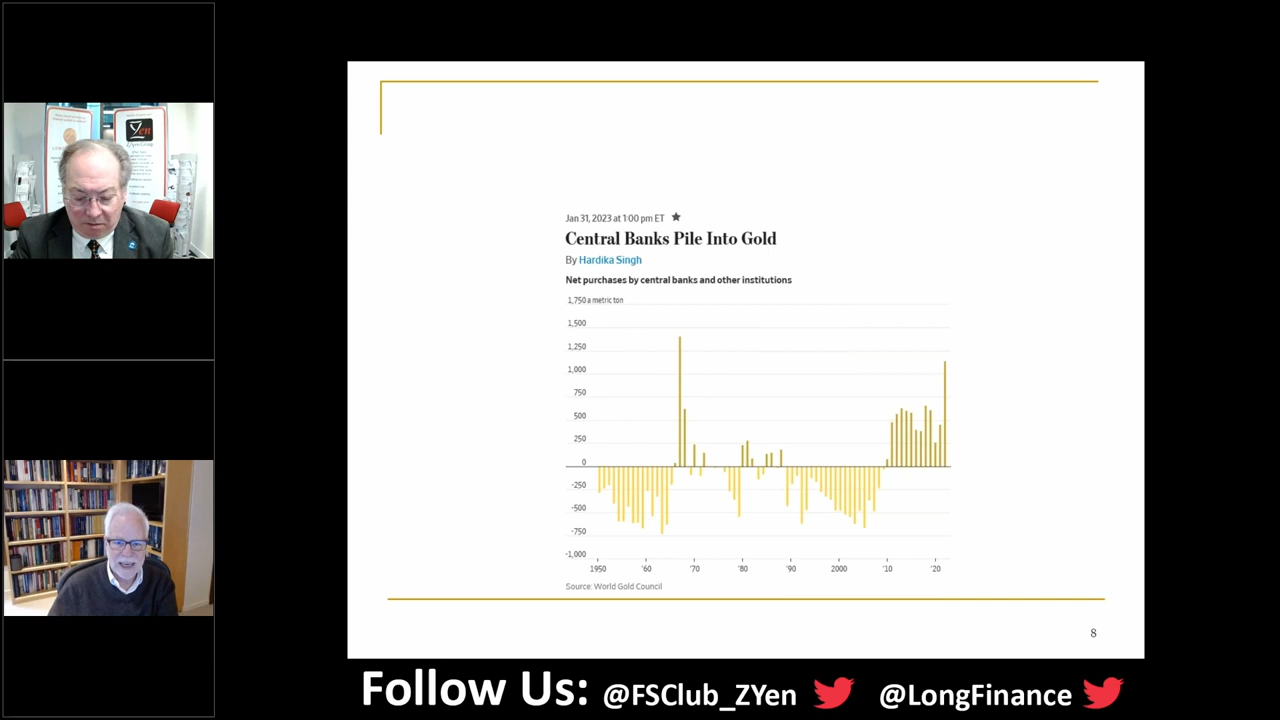 Yen
Jan 31, 2023 at 1:00 pm ET ★
Central Banks Pile Into Gold
By Hardika Singh
Net purchases by central banks and other institutions
1,750 a metric ton
1,500
1,250
1,000
750
500
250
0
-250
-500
-750
-1,000
1950 '60 '70 '80 '90 2000 '10 '20
Source: World Gold Council
8
Follow Us: @FSClub_ZYen @LongFinance